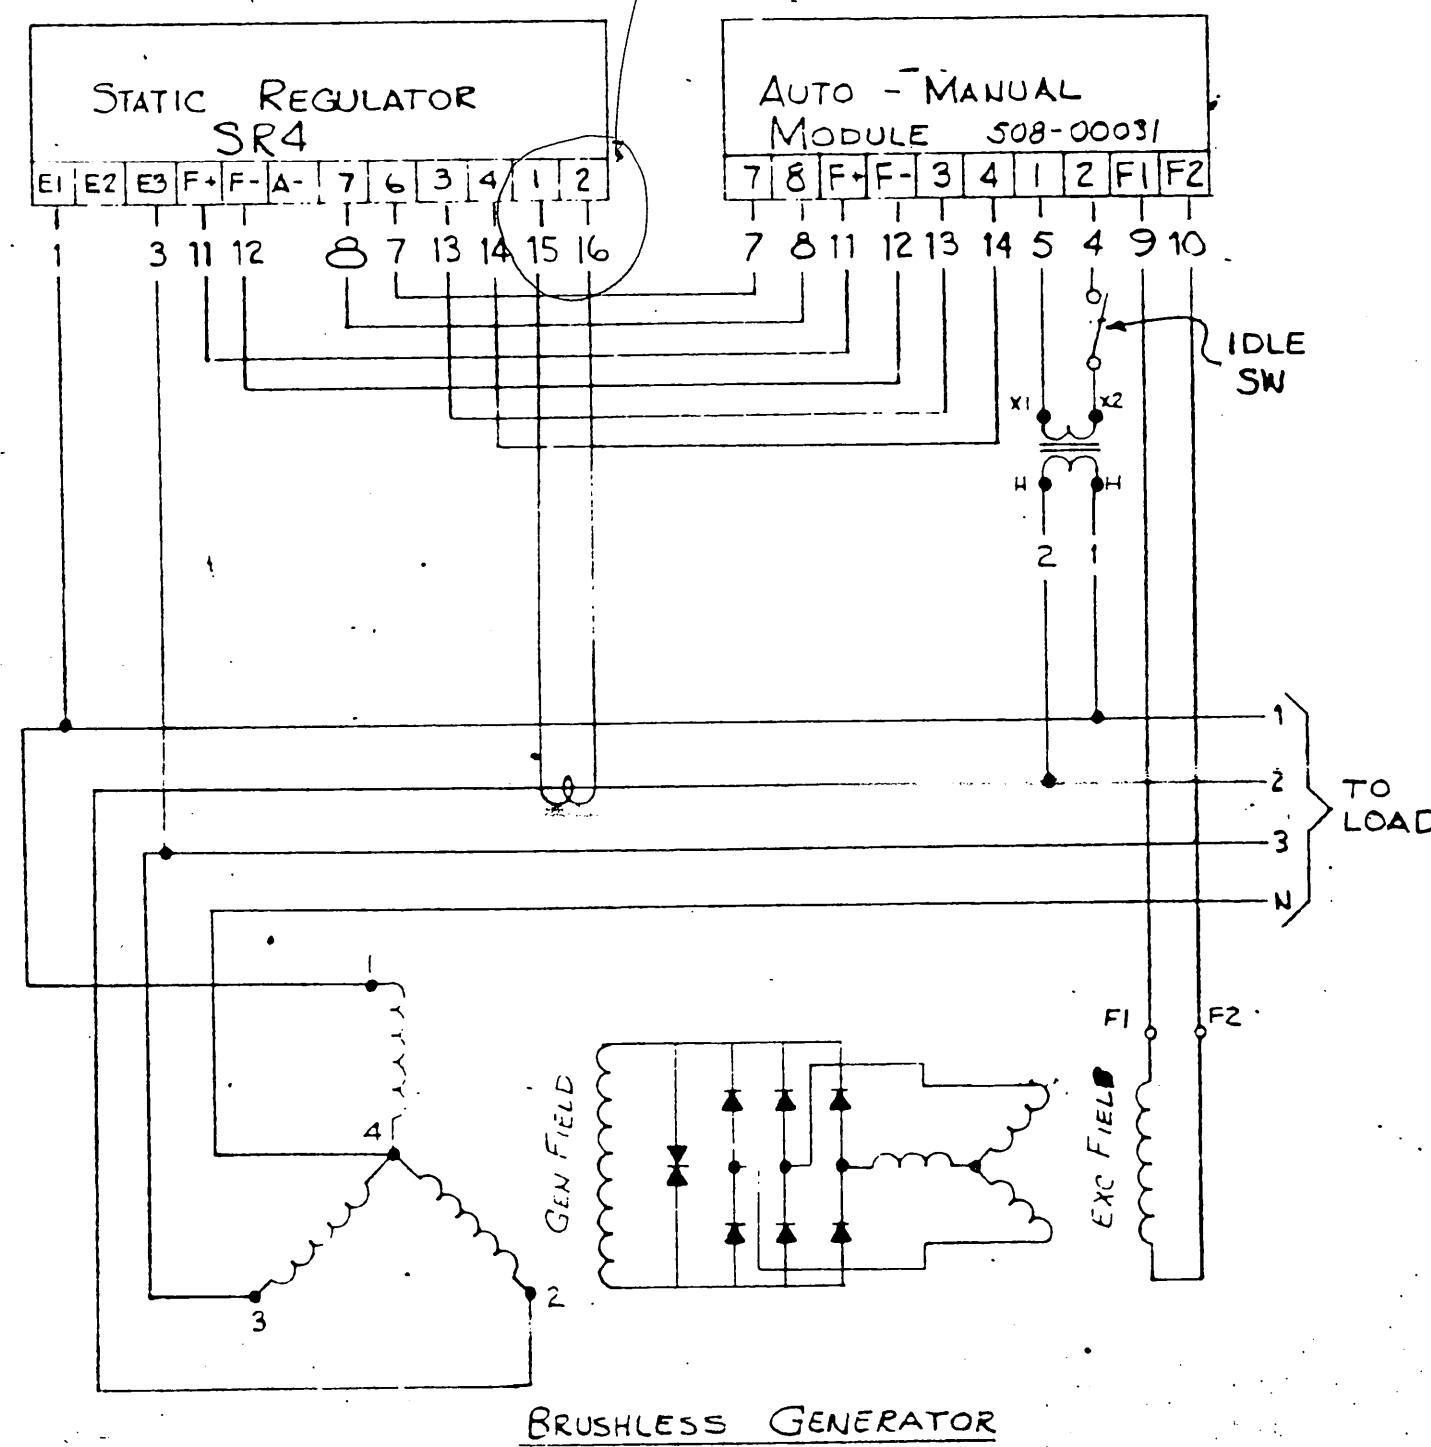 STATIC REGULATOR
SR4
E1 E2 E3 F+ F- A- 7 6 3 4 1 2
1 3 11 12 8 7 13 14 15 16
AUTO - MANUAL
MODULE 508-00031
7 8 F+ F- 3 4 1 2 F1 F2
7 8 11 12 13 14 5 4 9 10
IDLE
SW
X1 X2
H H
2 1
1
2
3
N
TO
LOAD
1
4
3
2
GEN FIELD
EXC FIELD
F1 F2
BRUSHLESS GENERATOR